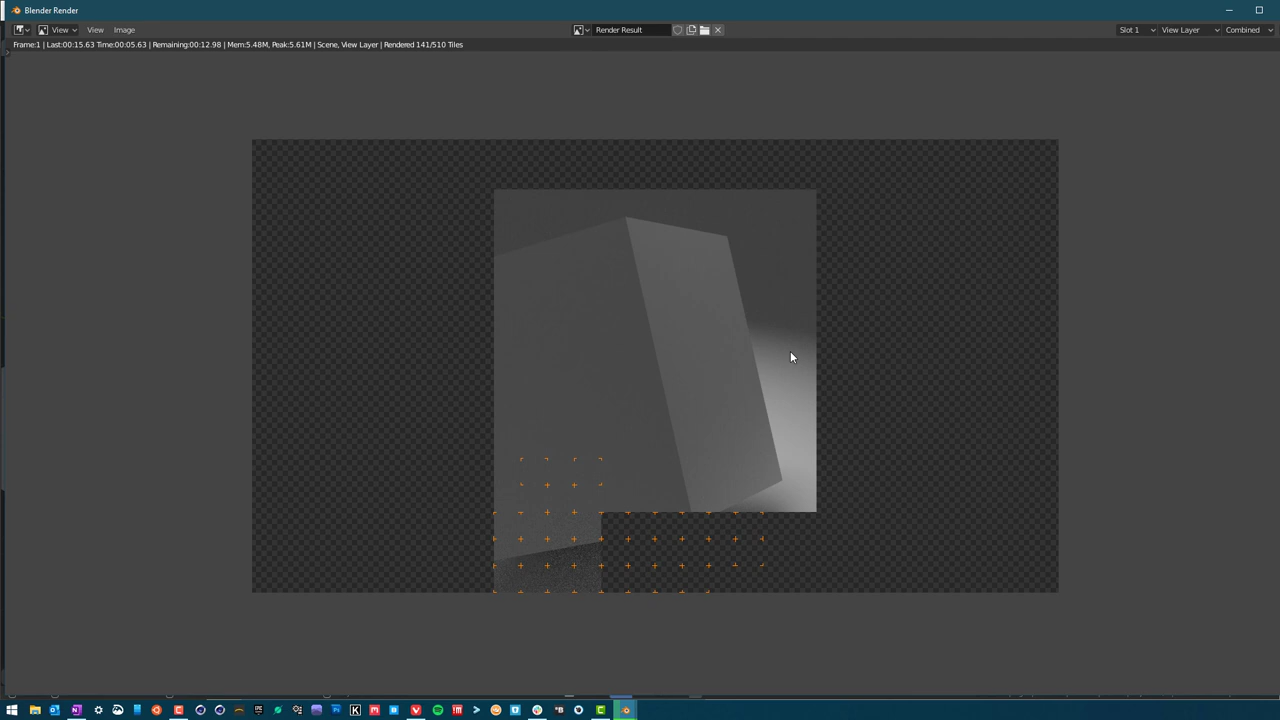 Blender Render
View View Image Render Result Slot 1 View Layer Combined
Frame:1 | Last:00:15.63 Time:00:05.63 | Remaining:00:12.98 | Mem:5.48M, Peak:5.61M | Scene, View Layer | Rendered 141/510 Tiles